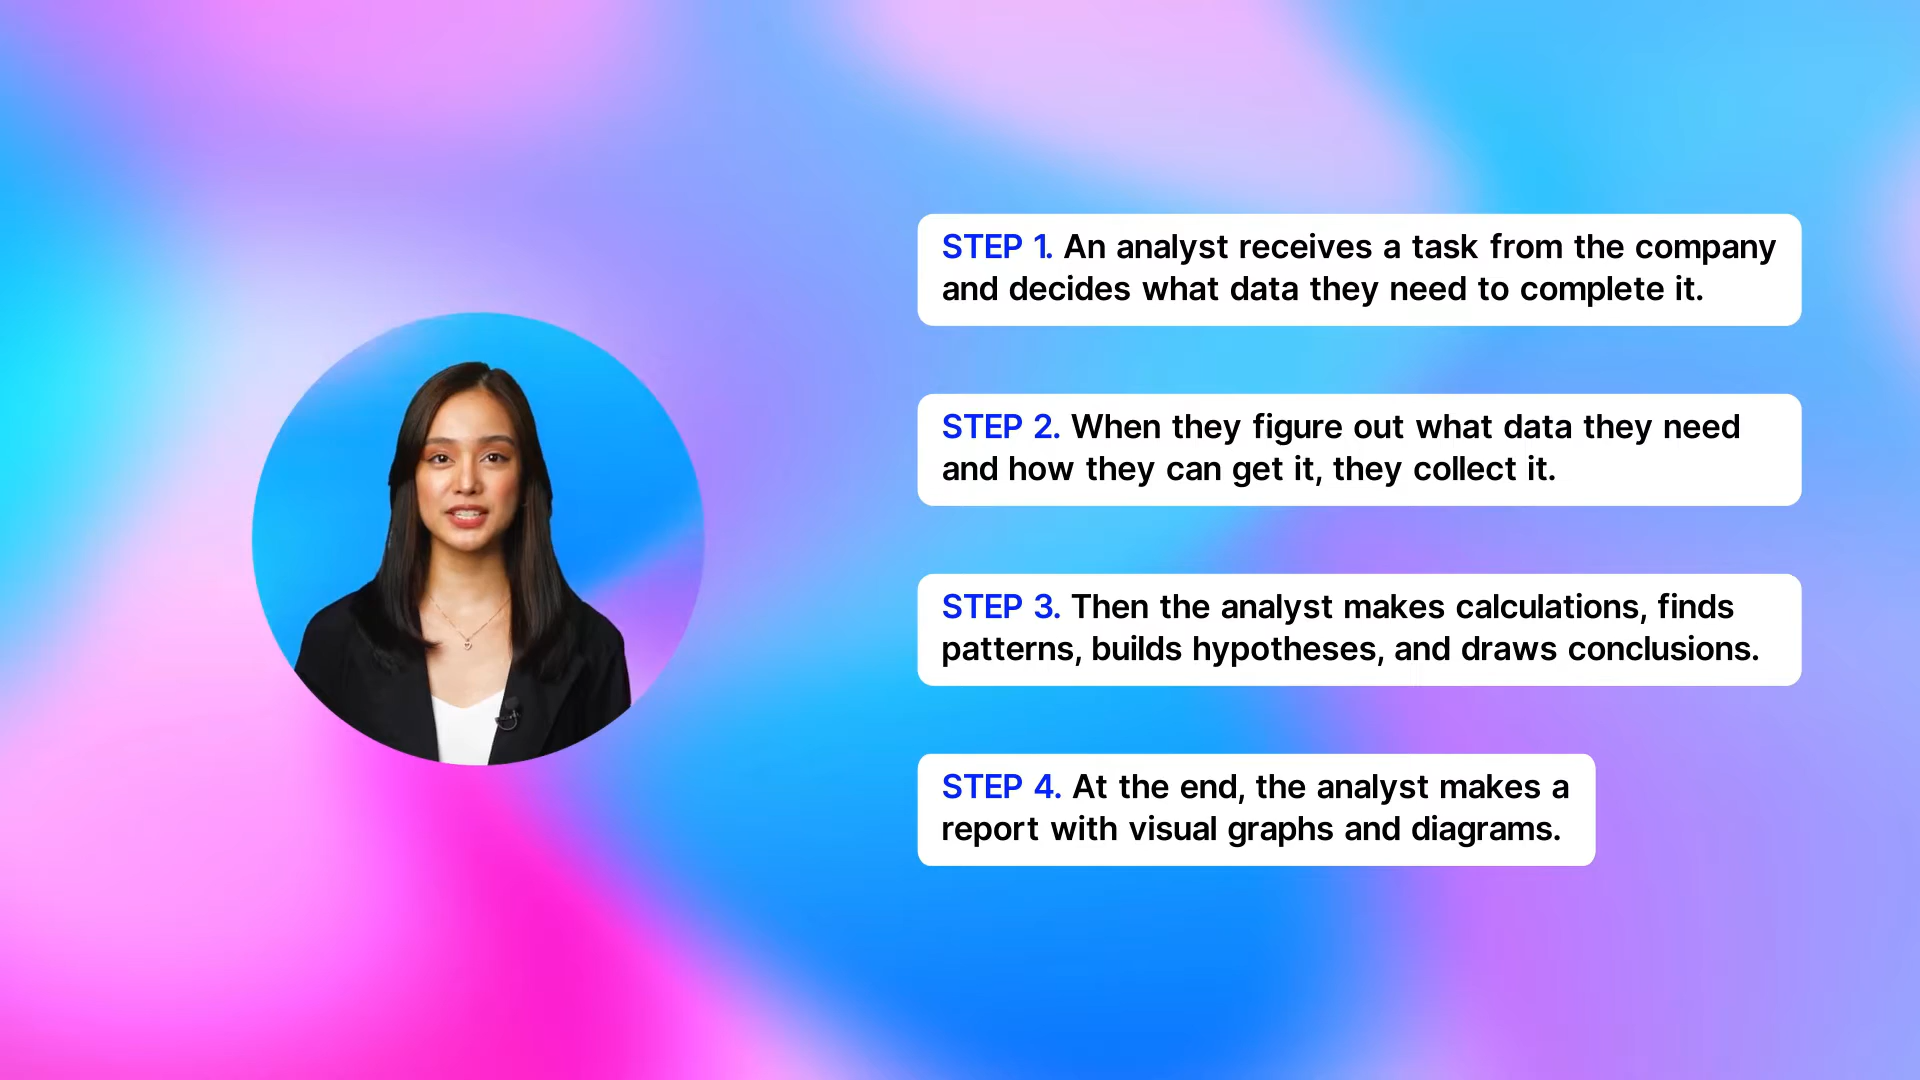 STEP 1. An analyst receives a task from the company
and decides what data they need to complete it.
STEP 2. When they figure out what data they need
and how they can get it, they collect it.
STEP 3. Then the analyst makes calculations, finds
patterns, builds hypotheses, and draws conclusions.
STEP 4. At the end, the analyst makes a
report with visual graphs and diagrams.